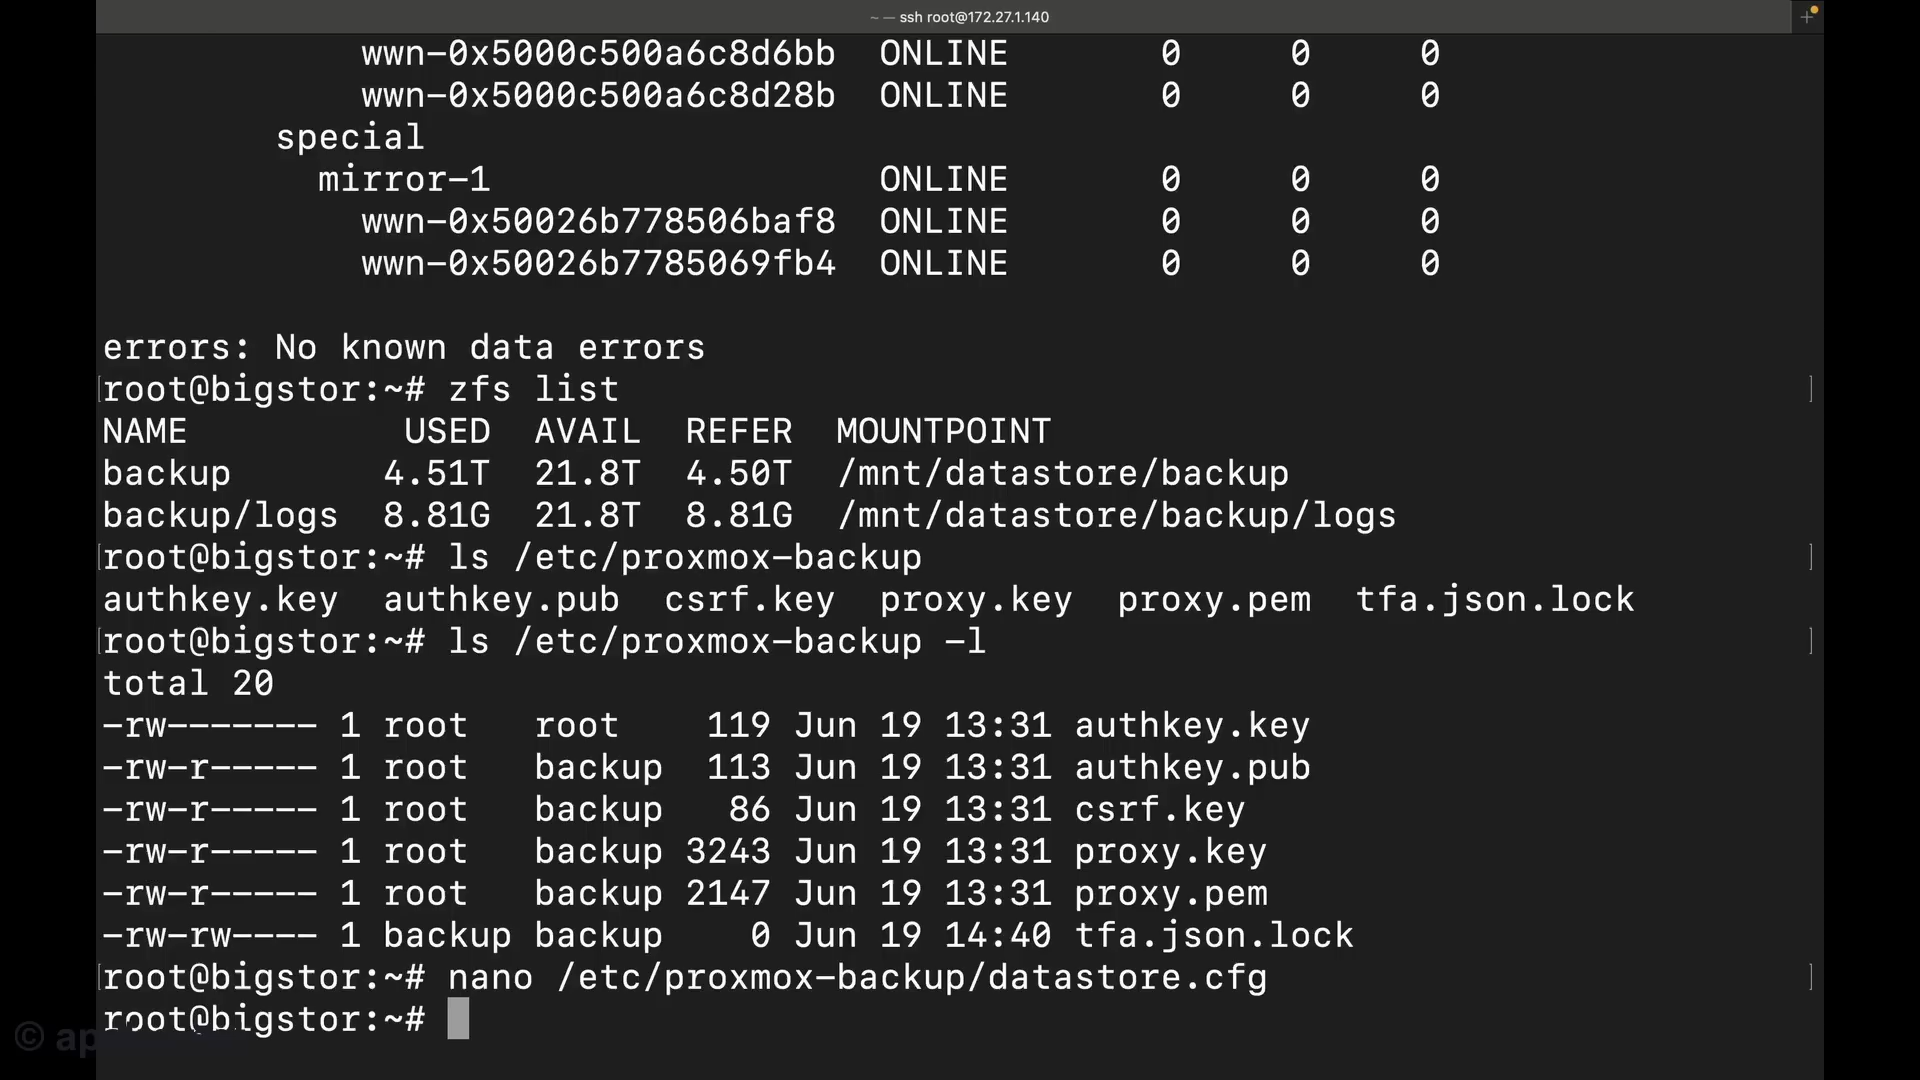 ~ — ssh root@172.27.1.140
wwn-0x5000c500a6c8d6bb ONLINE 0 0 0
wwn-0x5000c500a6c8d28b ONLINE 0 0 0
special
mirror-1 ONLINE 0 0 0
wwn-0x50026b778506baf8 ONLINE 0 0 0
wwn-0x50026b7785069fb4 ONLINE 0 0 0
errors: No known data errors
[root@bigstor:~# zfs list ]
NAME USED AVAIL REFER MOUNTPOINT
backup 4.51T 21.8T 4.50T /mnt/datastore/backup
backup/logs 8.81G 21.8T 8.81G /mnt/datastore/backup/logs
[root@bigstor:~# ls /etc/proxmox-backup ]
authkey.key authkey.pub csrf.key proxy.key proxy.pem tfa.json.lock
[root@bigstor:~# ls /etc/proxmox-backup -l ]
total 20
-rw------- 1 root root 119 Jun 19 13:31 authkey.key
-rw-r----- 1 root backup 113 Jun 19 13:31 authkey.pub
-rw-r----- 1 root backup 86 Jun 19 13:31 csrf.key
-rw-r----- 1 root backup 3243 Jun 19 13:31 proxy.key
-rw-r----- 1 root backup 2147 Jun 19 13:31 proxy.pem
-rw-rw---- 1 backup backup 0 Jun 19 14:40 tfa.json.lock
[root@bigstor:~# nano /etc/proxmox-backup/datastore.cfg ]
root@bigstor:~#